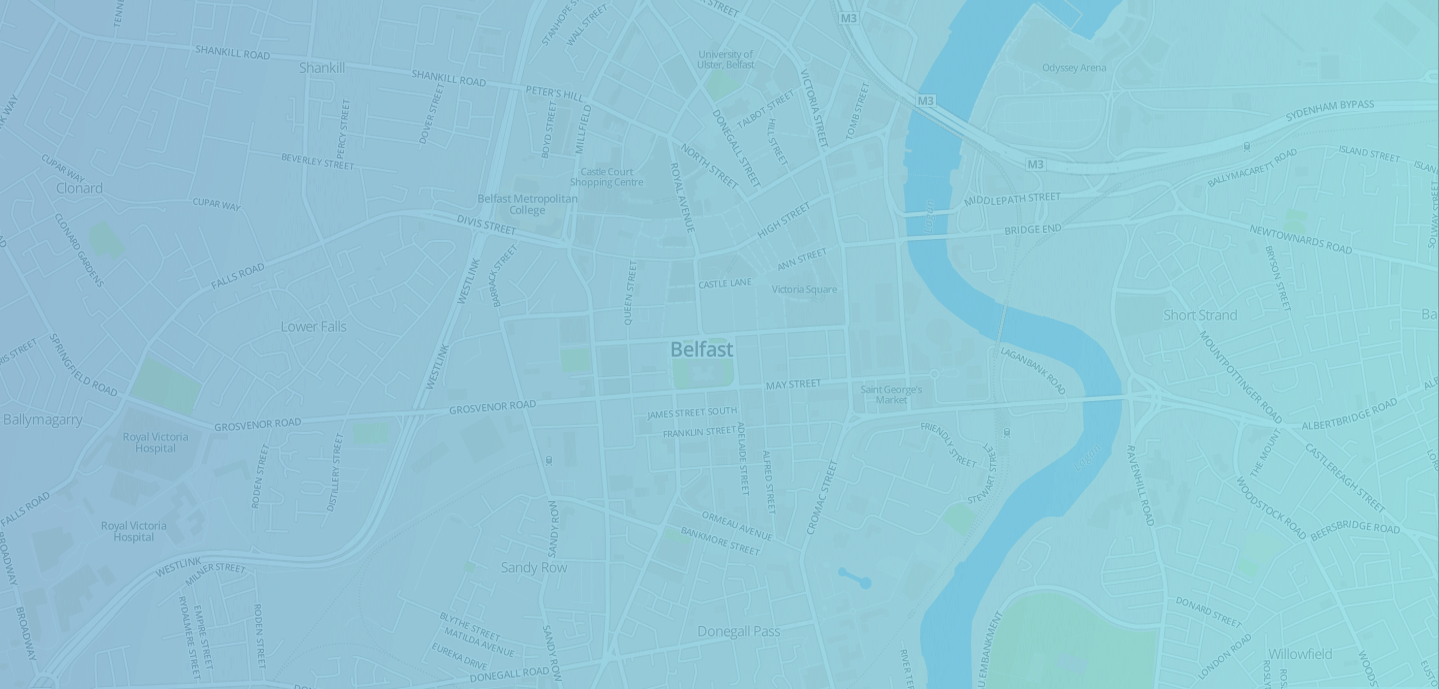 M3
SHANKILL ROAD
Shankill
SHANKILL ROAD
PETER'S HILL
WALL STREET
University of
Ulster, Belfast
Odyssey Arena
VICTORIA STREET
TOMB STREET
M3
SYDENHAM BYPASS
PERCY STREET
DOVER STREET
BOYD STREET
MILLFIELD
DONEGALL STREET
TALBOT STREET
HILL STREET
BEVERLEY STREET
NORTH STREET
M3
ISLAND STREET
BALLYMACARETT ROAD
CUPAR WAY
Clonard
Castle Court
Shopping Centre
ROYAL AVENUE
Belfast Metropolitan
College
CUPAR WAY
MIDDLEPATH STREET
SOLWAY STREET
CLONARD GARDENS
DIVIS STREET
HIGH STREET
BRIDGE END
NEWTOWNARDS ROAD
FALLS ROAD
WESTLINK
BARRACK STREET
QUEEN STREET
ANN STREET
CASTLE LANE
Victoria Square
BRYSON STREET
Lower Falls
Short Strand
SPRINGFIELD ROAD
WESTLINK
Belfast
LAGANBANK ROAD
MOUNTPOTTINGER ROAD
MAY STREET
Saint George's
Market
Ballymagarry
GROSVENOR ROAD
GROSVENOR ROAD
JAMES STREET SOUTH
FRANKLIN STREET
ALBERTBRIDGE ROAD
Royal Victoria
Hospital
RODEN STREET
DISTILLERY STREET
ADELAIDE STREET
ALFRED STREET
CROMAC STREET
FRIENDLY STREET
STEWART STREET
RAVENHILL ROAD
THE MOUNT
CASTLEREAGH STREET
FALLS ROAD
Royal Victoria
Hospital
SANDY ROW
ORMEAU AVENUE
BANKMORE STREET
WOODSTOCK ROAD
BEERSBRIDGE ROAD
BROADWAY
WESTLINK
MILNER STREET
Sandy Row
RYDALMERE STREET
EMPIRE STREET
RODEN STREET
BROADWAY
BLYTHE STREET
MATILDA AVENUE
EUREKA DRIVE
SANDY ROW
DONEGALL ROAD
Donegall Pass
DONARD STREET
LONDON ROAD
Willowfield